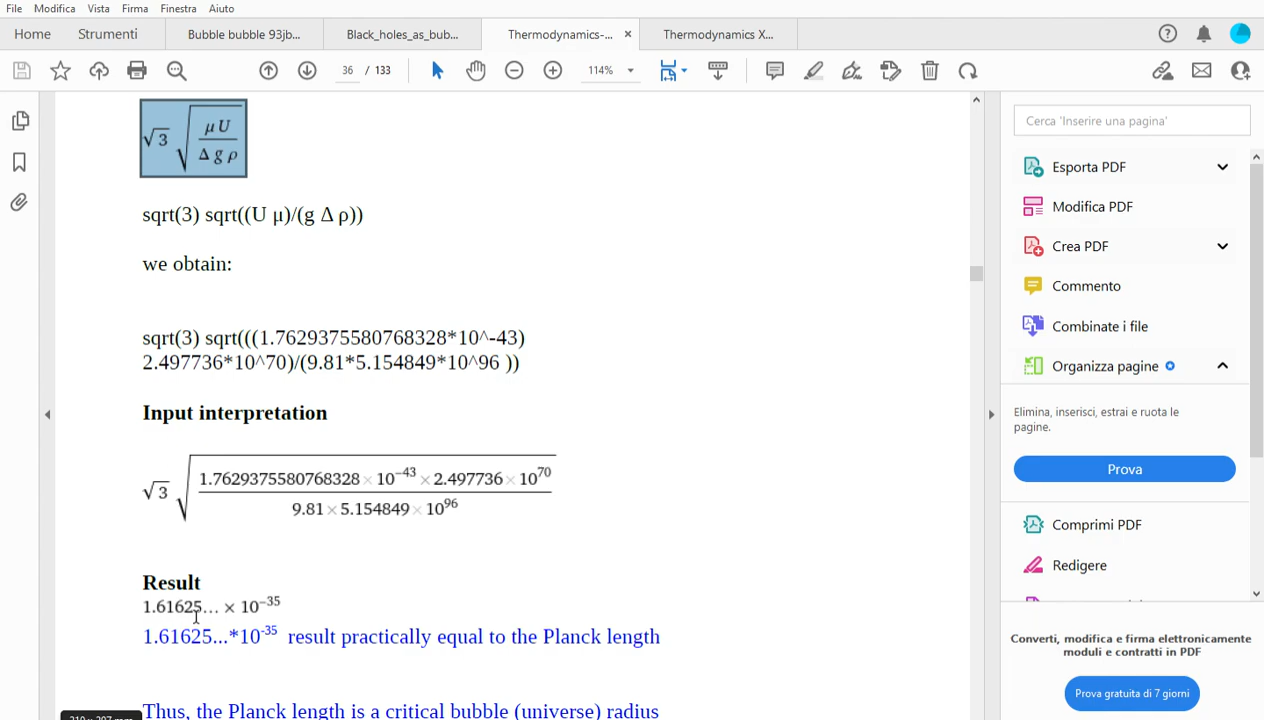 File Modifica Vista Firma Finestra Aiuto
Home Strumenti Bubble bubble 93jb... Black_holes_as_bub... Thermodynamics-... × Thermodynamics X...
36 / 133 114%
√3 √(μ U / Δ g ρ)
sqrt(3) sqrt((U μ)/(g Δ ρ))
we obtain:
sqrt(3) sqrt(((1.7629375580768328*10^-43)
2.497736*10^70)/(9.81*5.154849*10^96 ))
Input interpretation
√3 √(1.7629375580768328 × 10⁻⁴³ × 2.497736 × 10⁷⁰ / 9.81 × 5.154849 × 10⁹⁶)
Result
1.61625... × 10⁻³⁵
1.61625...*10⁻³⁵ result practically equal to the Planck length
Thus, the Planck length is a critical bubble (universe) radius
Cerca 'Inserire una pagina'
Esporta PDF
Modifica PDF
Crea PDF
Commento
Combinate i file
Organizza pagine
Elimina, inserisci, estrai e ruota le
pagine.
Prova
Comprimi PDF
Redigere
Converti, modifica e firma elettronicamente
moduli e contratti in PDF
Prova gratuita di 7 giorni